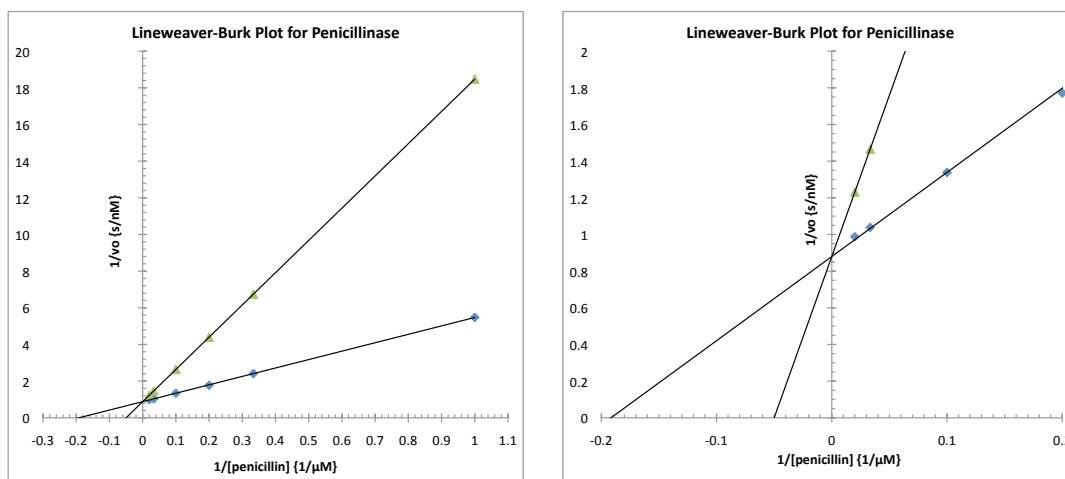 Lineweaver-Burk Plot for Penicillinase
20
18
16
14
12
10
8
6
4
2
0
-0.3 -0.2 -0.1 0 0.1 0.2 0.3 0.4 0.5 0.6 0.7 0.8 0.9 1 1.1
1/vo {s/nM}
1/[penicillin] {1/µM}
Lineweaver-Burk Plot for Penicillinase
2
1.8
1.6
1.4
1.2
1
0.8
0.6
0.4
0.2
0
-0.2 -0.1 0 0.1
1/vo {s/nM}
1/[penicillin] {1/µM}